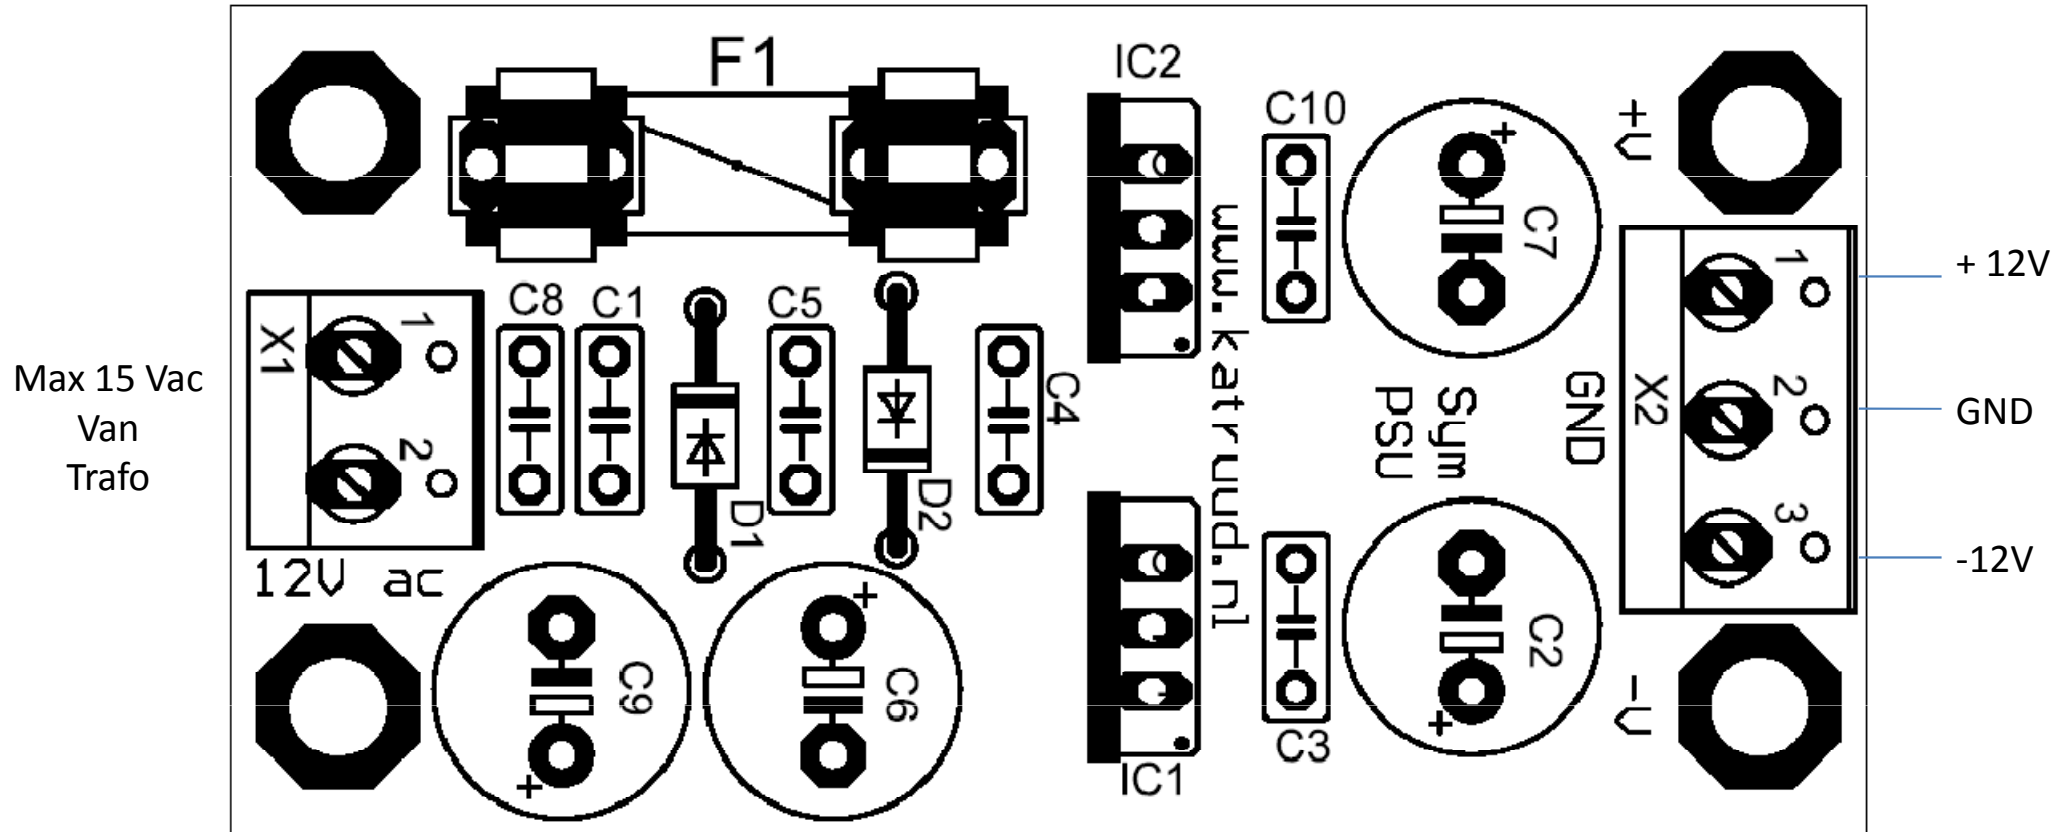 F1
IC2
C10
+V
C7
www.katruud.nl
+ 12V
1
C8
C1
C5
X1
1
Max 15 Vac
Van
Trafo
C4
Sym
PSU
GND
X2
2
GND
2
D1
D2
3
-12V
12V ac
C9
+
C6
+
IC1
C3
C2
+
-V
+